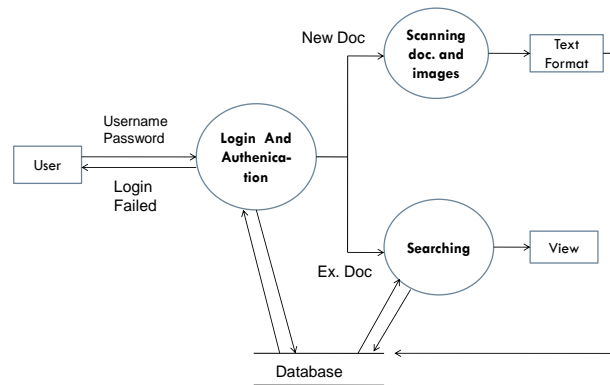 New Doc
Scanning
doc. and
images
Text
Format
Username
Password
Login And
Authenica-
tion
User
Login
Failed
Ex. Doc
Searching
View
Database